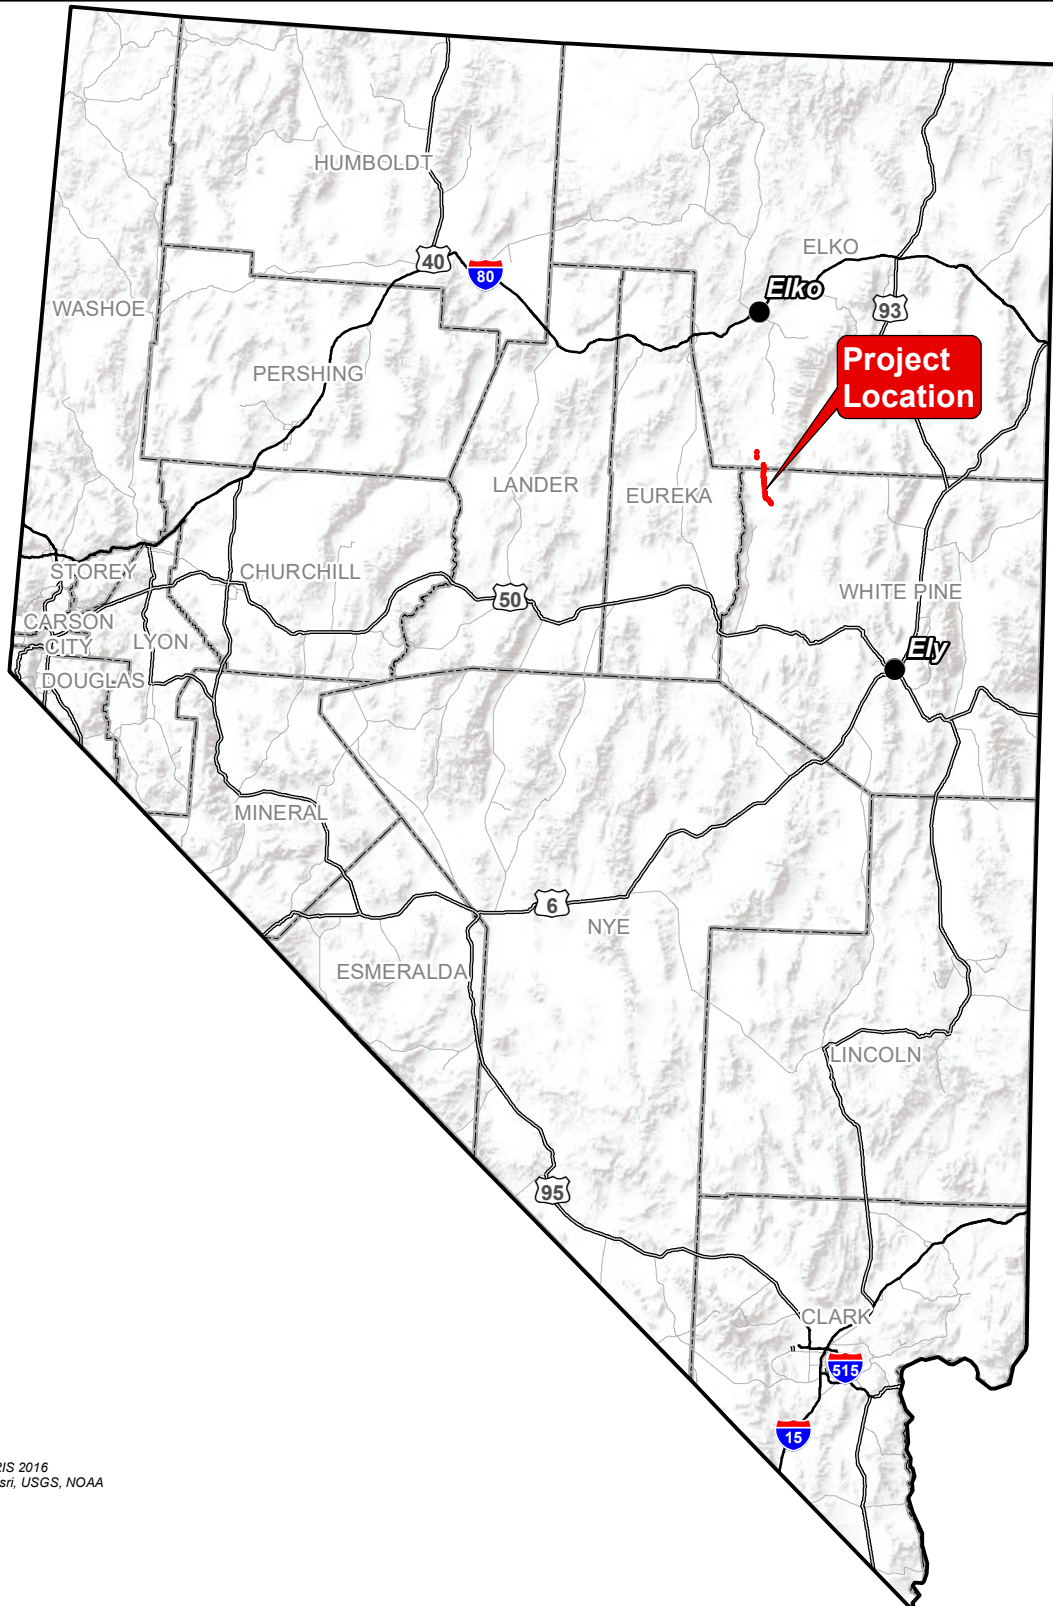 HUMBOLDT
40
80
ELKO
Elko
93
WASHOE
Project
Location
PERSHING
LANDER
EUREKA
STOREY
CHURCHILL
50
WHITE PINE
CARSON
CITY
LYON
Ely
DOUGLAS
MINERAL
6
NYE
ESMERALDA
LINCOLN
95
CLARK
515
15
IS 2016
sri, USGS, NOAA